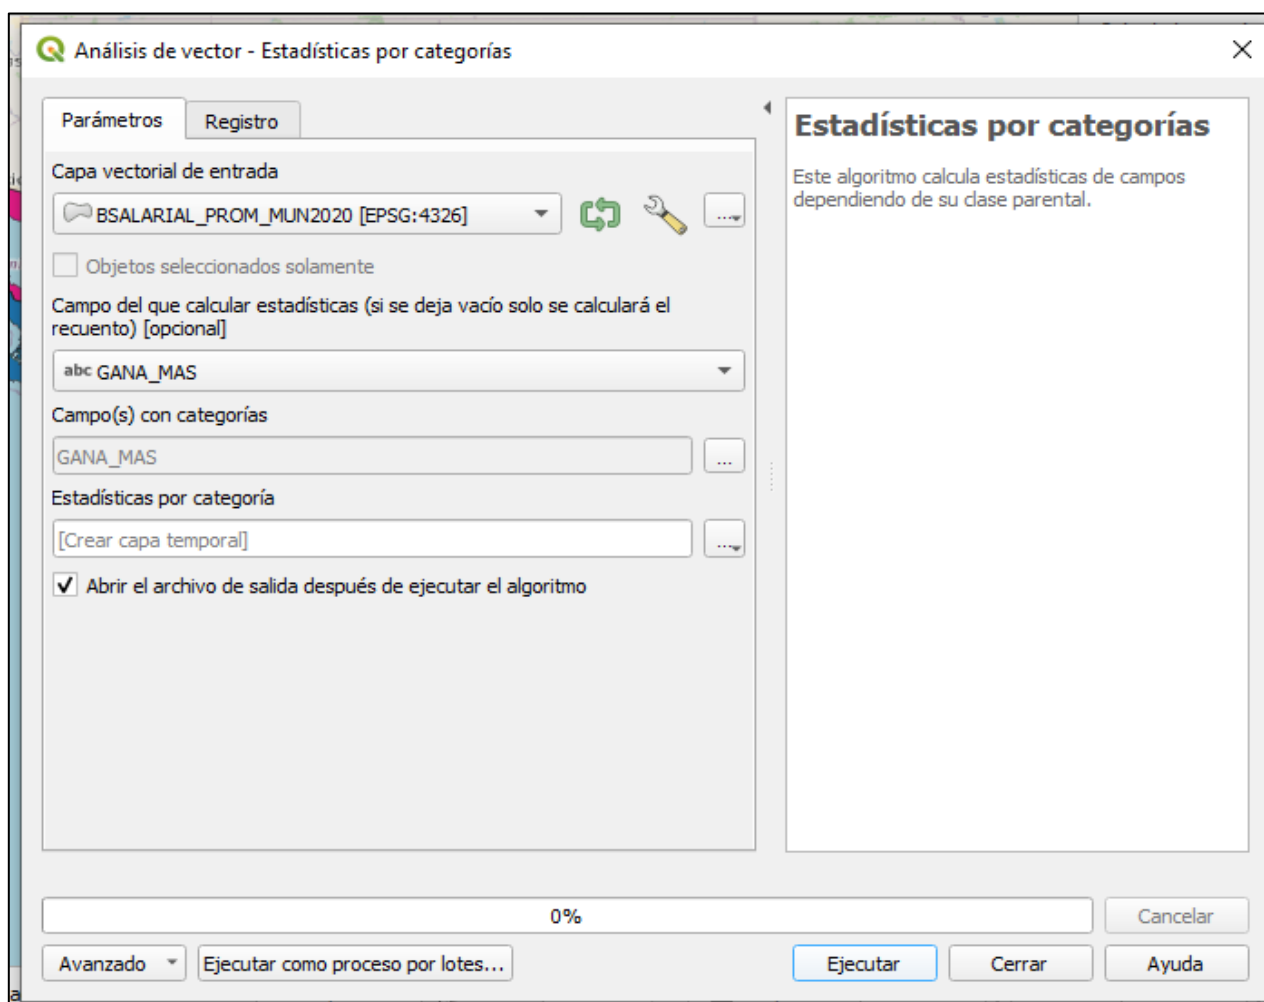 Análisis de vector - Estadísticas por categorías
Parámetros
Registro
Capa vectorial de entrada
BSALARIAL_PROM_MUN2020 [EPSG:4326]
...
Objetos seleccionados solamente
Campo del que calcular estadísticas (si se deja vacío solo se calculará el
recuento) [opcional]
abc GANA_MAS
Campo(s) con categorías
GANA_MAS
...
Estadísticas por categoría
[Crear capa temporal]
...
Abrir el archivo de salida después de ejecutar el algoritmo
Estadísticas por categorías
Este algoritmo calcula estadísticas de campos
dependiendo de su clase parental.
0%
Cancelar
Avanzado
Ejecutar como proceso por lotes...
Ejecutar
Cerrar
Ayuda